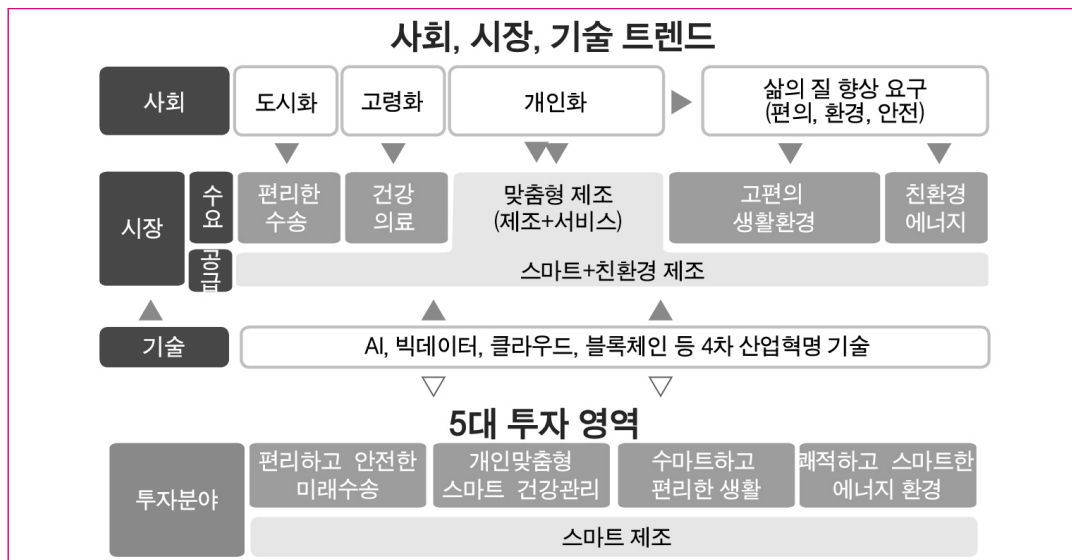 사회, 시장, 기술 트렌드
사회
도시화
고령화
개인화
삶의 질 향상 요구
(편의, 환경, 안전)
시장
수요
편리한
수송
건강
의료
맞춤형 제조
(제조+서비스)
고편의
생활환경
친환경
에너지
공급
스마트+친환경 제조
기술
AI, 빅데이터, 클라우드, 블록체인 등 4차 산업혁명 기술
5대 투자 영역
투자분야
편리하고 안전한
미래수송
개인맞춤형
스마트 건강관리
수마트하고
편리한 생활
쾌적하고 스마트한
에너지 환경
스마트 제조